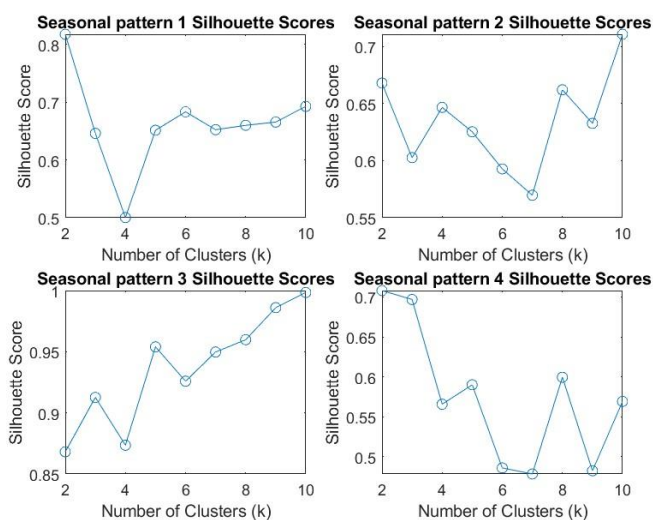 Seasonal pattern 1 Silhouette Scores
0.8
0.7
0.6
0.5
Silhouette Score
2 4 6 8 10
Number of Clusters (k)
Seasonal pattern 2 Silhouette Scores
0.7
0.65
0.6
0.55
Silhouette Score
2 4 6 8 10
Number of Clusters (k)
Seasonal pattern 3 Silhouette Scores
1
0.95
0.9
0.85
Silhouette Score
2 4 6 8 10
Number of Clusters (k)
Seasonal pattern 4 Silhouette Scores
0.7
0.6
0.55
0.5
Silhouette Score
2 4 6 8 10
Number of Clusters (k)